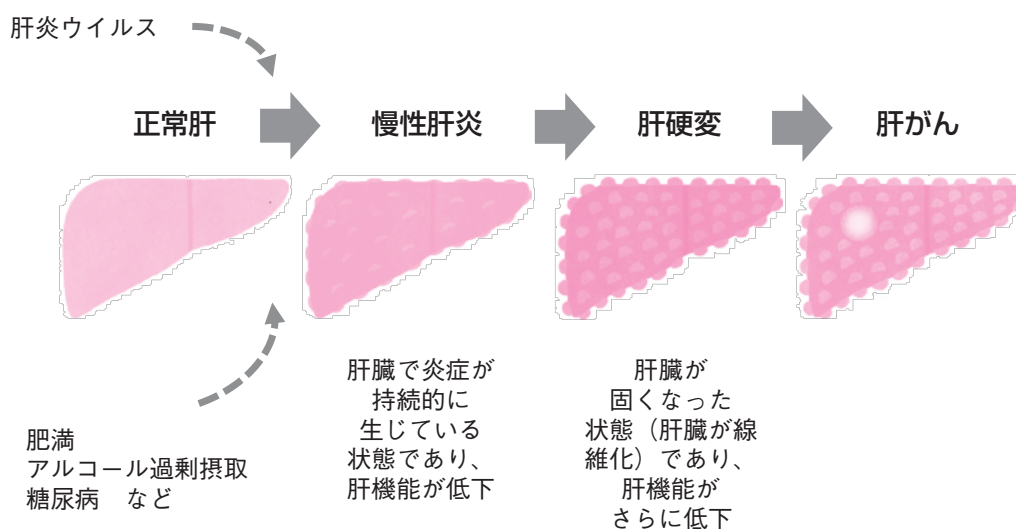 肝炎ウイルス
正常肝
慢性肝炎
肝硬変
肝がん
肝臓で炎症が
持続的に
生じている
状態であり、
肝機能が低下
肝臓が
固くなった
状態（肝臓が線
維化）であり、
肝機能が
さらに低下
肥満
アルコール過剰摂取
糖尿病　など